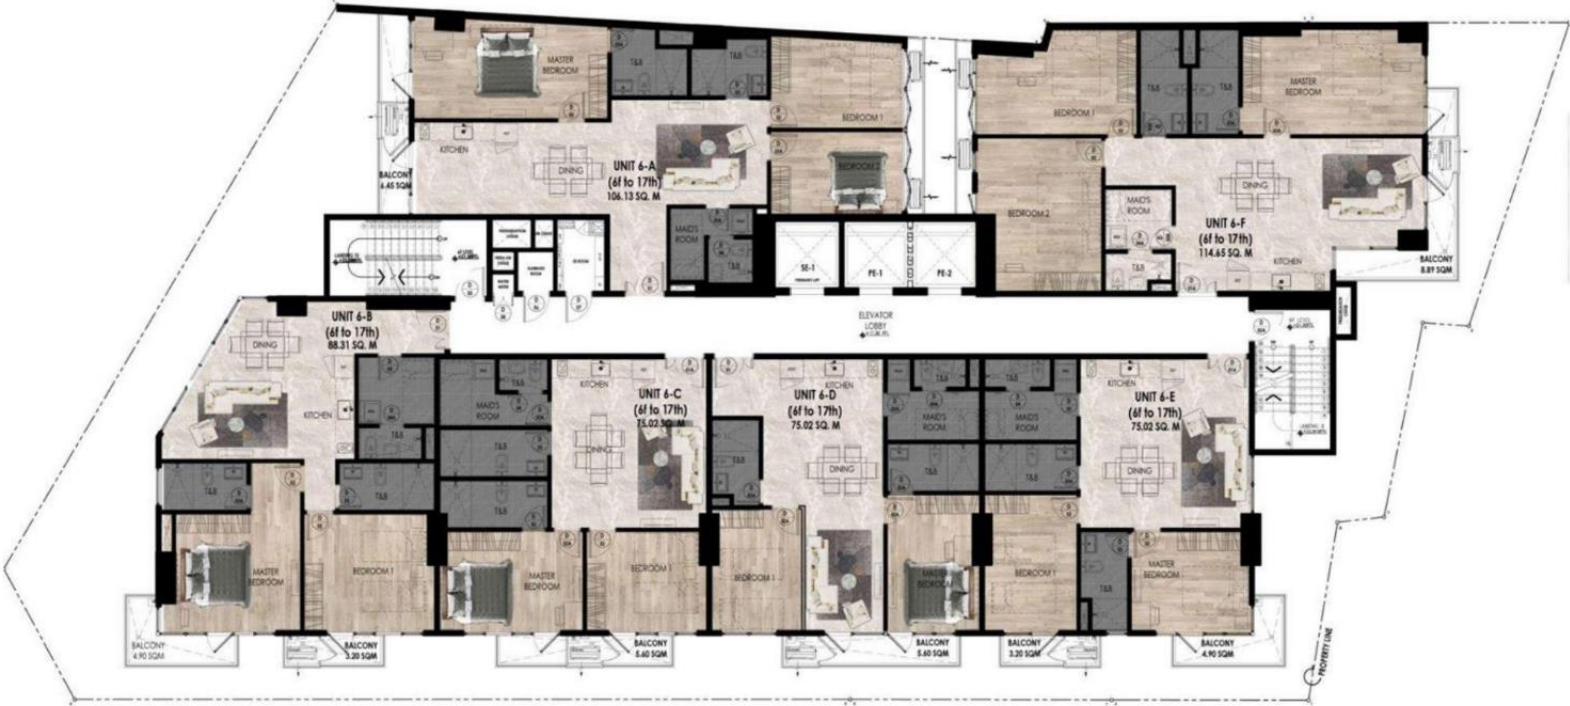 MASTER
BEDROOM
T&B
T&B
BEDROOM 1
KITCHEN
DINING
UNIT 6-A
(6f to 17th)
106.13 SQ. M
BEDROOM 2
BALCONY
6.45 SQM
MAID'S
ROOM
T&B
BEDROOM 1
T&B
T&B
MASTER
BEDROOM
BEDROOM 2
DINING
MAID'S
ROOM
UNIT 6-F
(6f to 17th)
114.65 SQ. M
T&B
KITCHEN
BALCONY
8.89 SQM
SE-1
PE-1
PE-2
ELEVATOR
LOBBY
UNIT 6-B
(6f to 17th)
88.31 SQ. M
DINING
KITCHEN
T&B
T&B
T&B
MASTER
BEDROOM
BEDROOM 1
BALCONY
4.90 SQM
BALCONY
3.20 SQM
T&B
MAID'S
ROOM
KITCHEN
UNIT 6-C
(6f to 17th)
75.02 SQ. M
DINING
T&B
T&B
MASTER
BEDROOM
BEDROOM 1
BALCONY
5.60 SQM
KITCHEN
UNIT 6-D
(6f to 17th)
75.02 SQ. M
T&B
DINING
T&B
MAID'S
ROOM
T&B
BEDROOM 1
MASTER
BEDROOM
BALCONY
5.60 SQM
T&B
MAID'S
ROOM
KITCHEN
UNIT 6-E
(6f to 17th)
75.02 SQ. M
T&B
DINING
BEDROOM 1
T&B
MASTER
BEDROOM
BALCONY
3.20 SQM
BALCONY
4.90 SQM
PROPERTY LINE